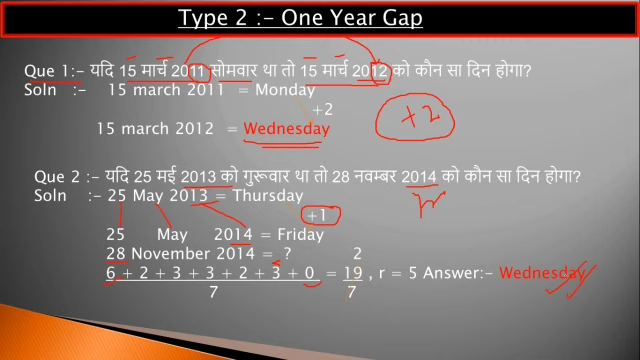 Type 2 :- One Year Gap
Que 1:- यदि 15 मार्च 2011 सोमवार था तो 15 मार्च 2012 को कौन सा दिन होगा?
Soln :- 15 march 2011 = Monday
+2
+2
15 march 2012 = Wednesday
Que 2 :- यदि 25 मई 2013 को गुरूवार था तो 28 नवम्बर 2014 को कौन सा दिन होगा?
Soln :- 25 May 2013 = Thursday
+1
25 May 2014 = Friday
28 November 2014 = ? 2
6 + 2 + 3 + 3 + 2 + 3 + 0 = 19 , r = 5 Answer:- Wednesday
7 7